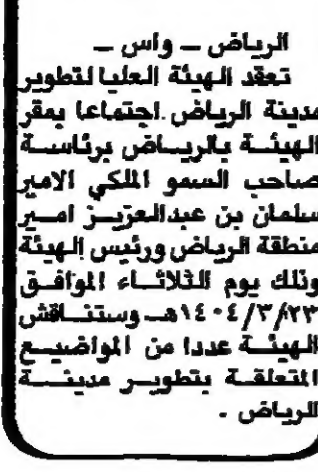 الرياض ـ واس ـ
تعقد الهيئة العليا لتطوير
مدينة الرياض اجتماعا بمقر
الهيئة بالرياض برئاسة
صاحب السمو الملكي الامير
سلمان بن عبدالعزيز امير
منطقة الرياض ورئيس الهيئة
وذلك يوم الثلاثاء الموافق
١٤٠٤/٣/٢٣هـ وستناقش
الهيئة عددا من المواضيع
المتعلقة بتطوير مدينة
الرياض .